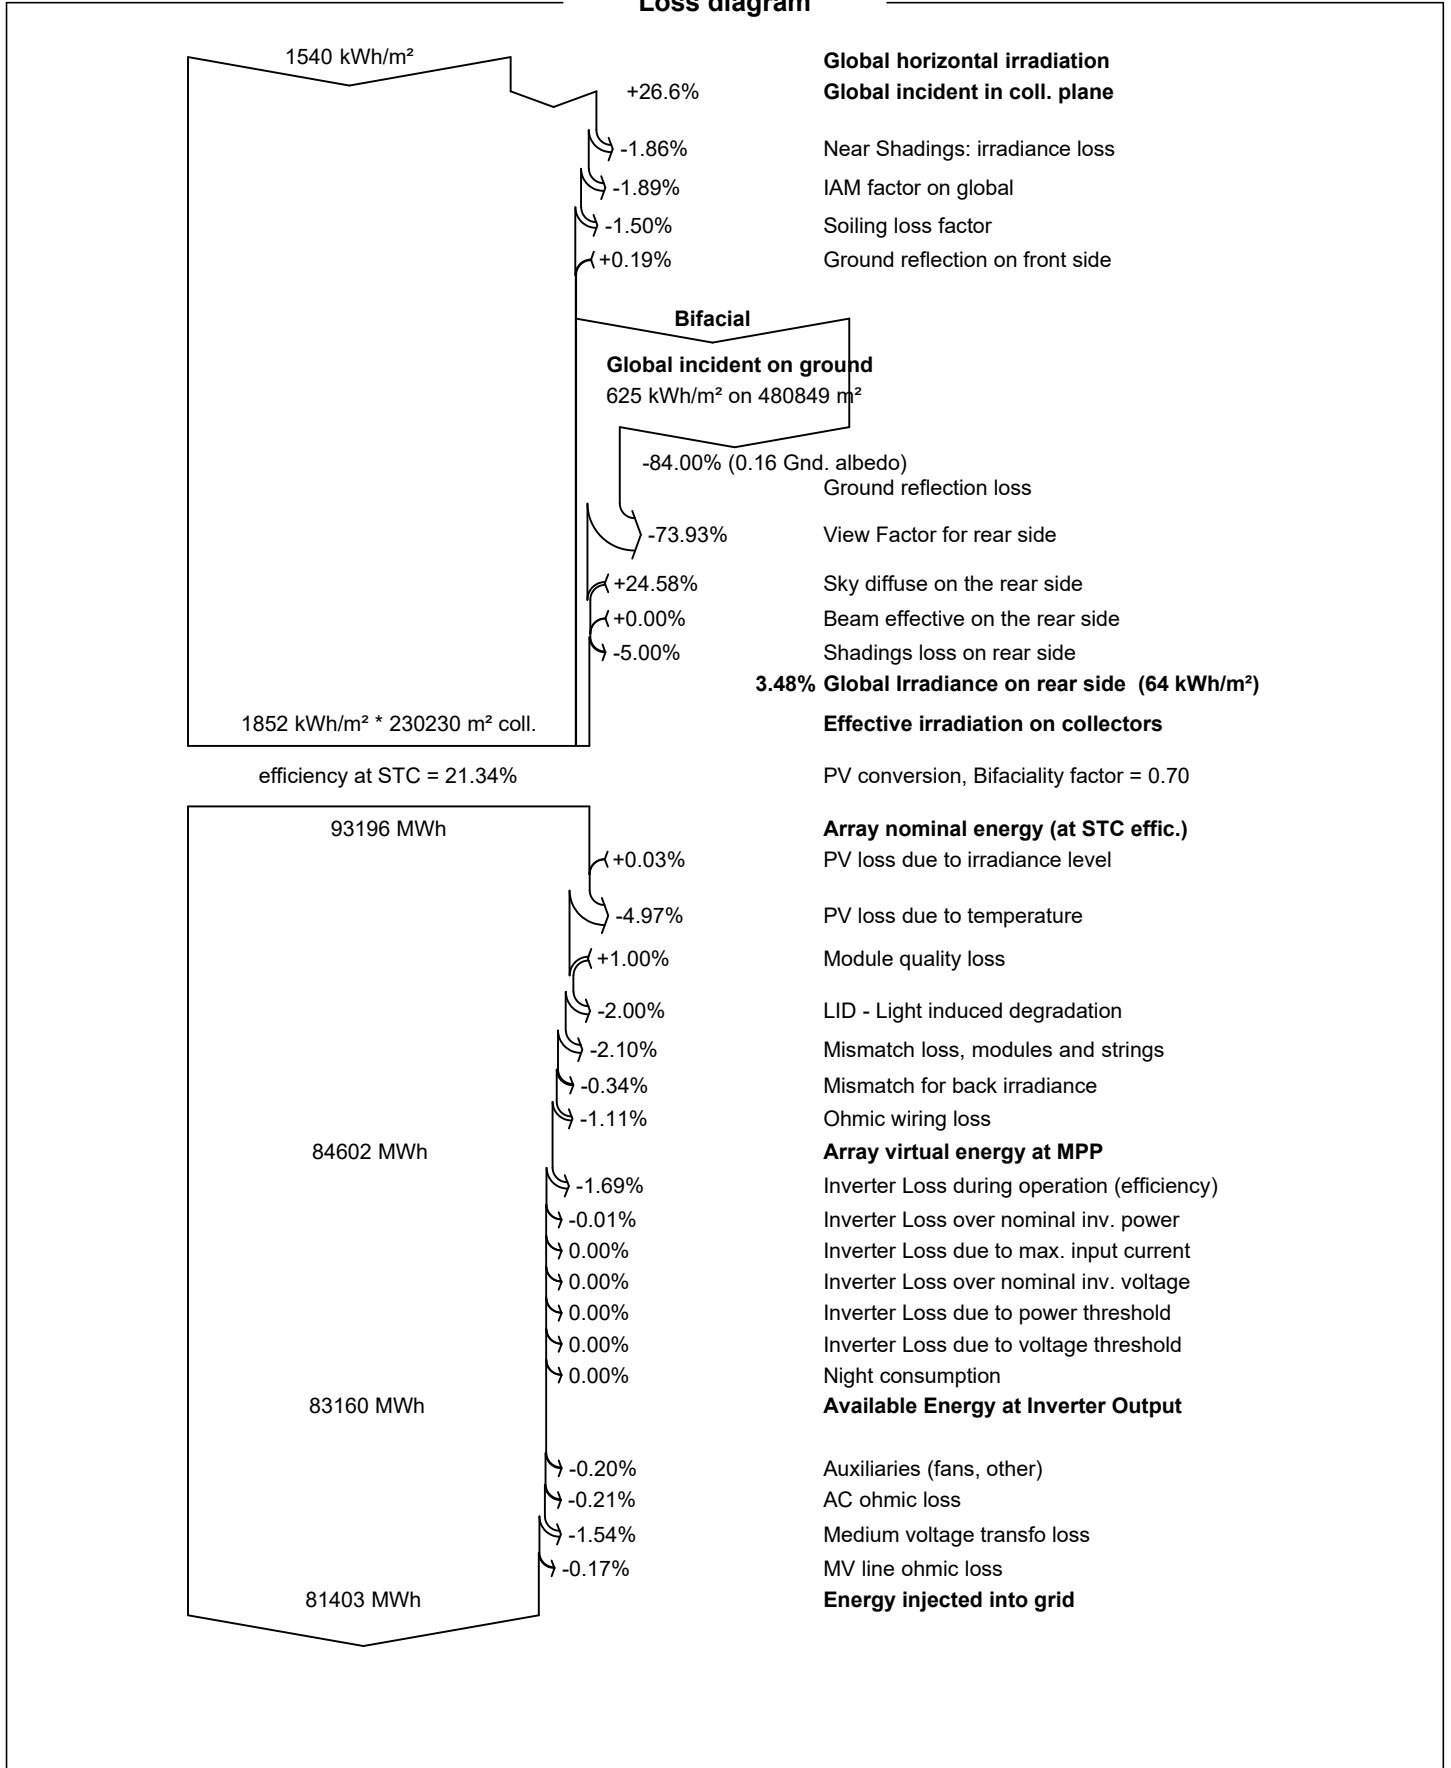 Loss diagram
1540 kWh/m²
Global horizontal irradiation
+26.6%
Global incident in coll. plane
-1.86%
Near Shadings: irradiance loss
-1.89%
IAM factor on global
-1.50%
Soiling loss factor
+0.19%
Ground reflection on front side
Bifacial
Global incident on ground
625 kWh/m² on 480849 m²
-84.00% (0.16 Gnd. albedo)
Ground reflection loss
-73.93%
View Factor for rear side
+24.58%
Sky diffuse on the rear side
+0.00%
Beam effective on the rear side
-5.00%
Shadings loss on rear side
3.48% Global Irradiance on rear side (64 kWh/m²)
1852 kWh/m² * 230230 m² coll.
Effective irradiation on collectors
efficiency at STC = 21.34%
PV conversion, Bifaciality factor = 0.70
93196 MWh
Array nominal energy (at STC effic.)
+0.03%
PV loss due to irradiance level
-4.97%
PV loss due to temperature
+1.00%
Module quality loss
-2.00%
LID - Light induced degradation
-2.10%
Mismatch loss, modules and strings
-0.34%
Mismatch for back irradiance
-1.11%
Ohmic wiring loss
84602 MWh
Array virtual energy at MPP
-1.69%
Inverter Loss during operation (efficiency)
-0.01%
Inverter Loss over nominal inv. power
0.00%
Inverter Loss due to max. input current
0.00%
Inverter Loss over nominal inv. voltage
0.00%
Inverter Loss due to power threshold
0.00%
Inverter Loss due to voltage threshold
0.00%
Night consumption
83160 MWh
Available Energy at Inverter Output
-0.20%
Auxiliaries (fans, other)
-0.21%
AC ohmic loss
-1.54%
Medium voltage transfo loss
-0.17%
MV line ohmic loss
81403 MWh
Energy injected into grid